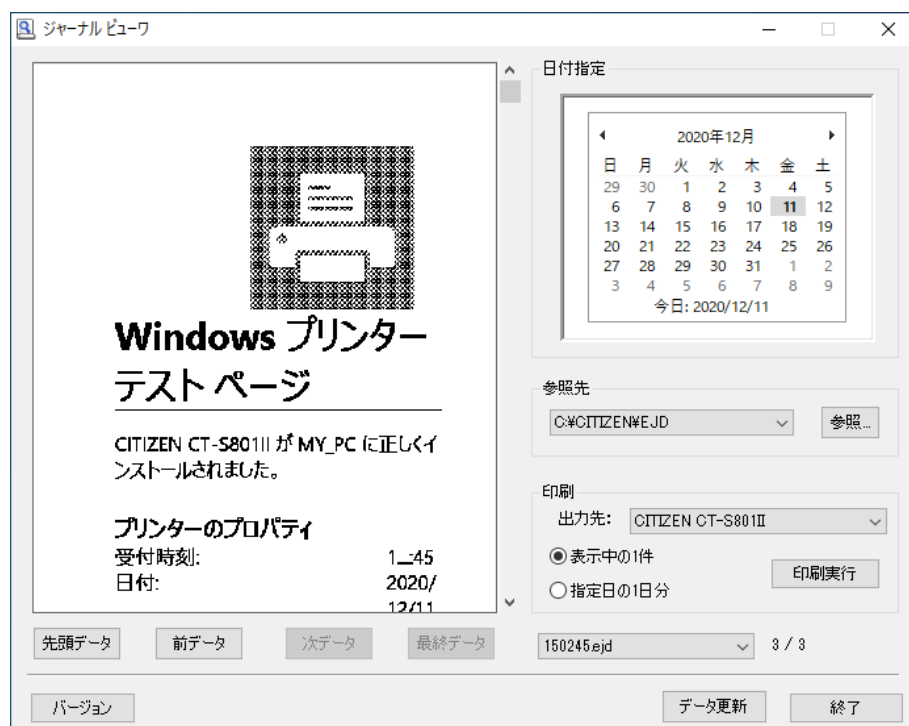 ジャーナル ビューワ
Windows プリンター
テスト ページ
CITIZEN CT-S801II が MY_PC に正しくイ
ンストールされました。
プリンターのプロパティ
受付時刻:
日付: 2020/
12/11
先頭データ 前データ 次データ 最終データ
日付指定
2020年12月
日 月 火 水 木 金 土
29 30 1 2 3 4 5
6 7 8 9 10 11 12
13 14 15 16 17 18 19
20 21 22 23 24 25 26
27 28 29 30 31 1 2
3 4 5 6 7 8 9
今日: 2020/12/11
参照先
C:¥CITIZEN¥EJD 参照...
印刷
出力先: CITIZEN CT-S801II
表示中の1件
指定日の1日分
印刷実行
150245.ejd 3 / 3
バージョン データ更新 終了